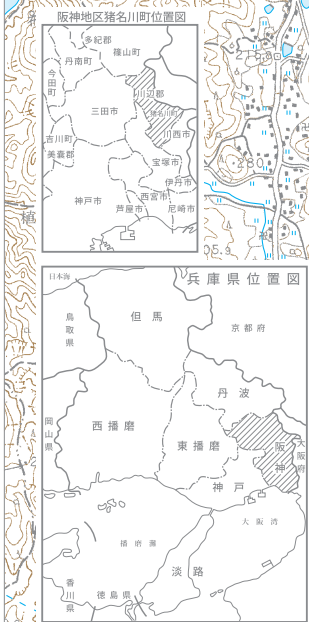 阪神地区猪名川町位置図
多紀郡
篠山町
丹南町
今田町
川辺郡
猪名川町
三田市
川西市
吉川町
美嚢郡
宝塚市
伊丹市
神戸市
西宮市
芦屋市
尼崎市
280
兵庫県位置図
日本海
鳥取県
但馬
京都府
丹波
岡山県
西播磨
東播磨
阪神
大阪府
神戸
大阪湾
播磨灘
淡路
香川県
徳島県